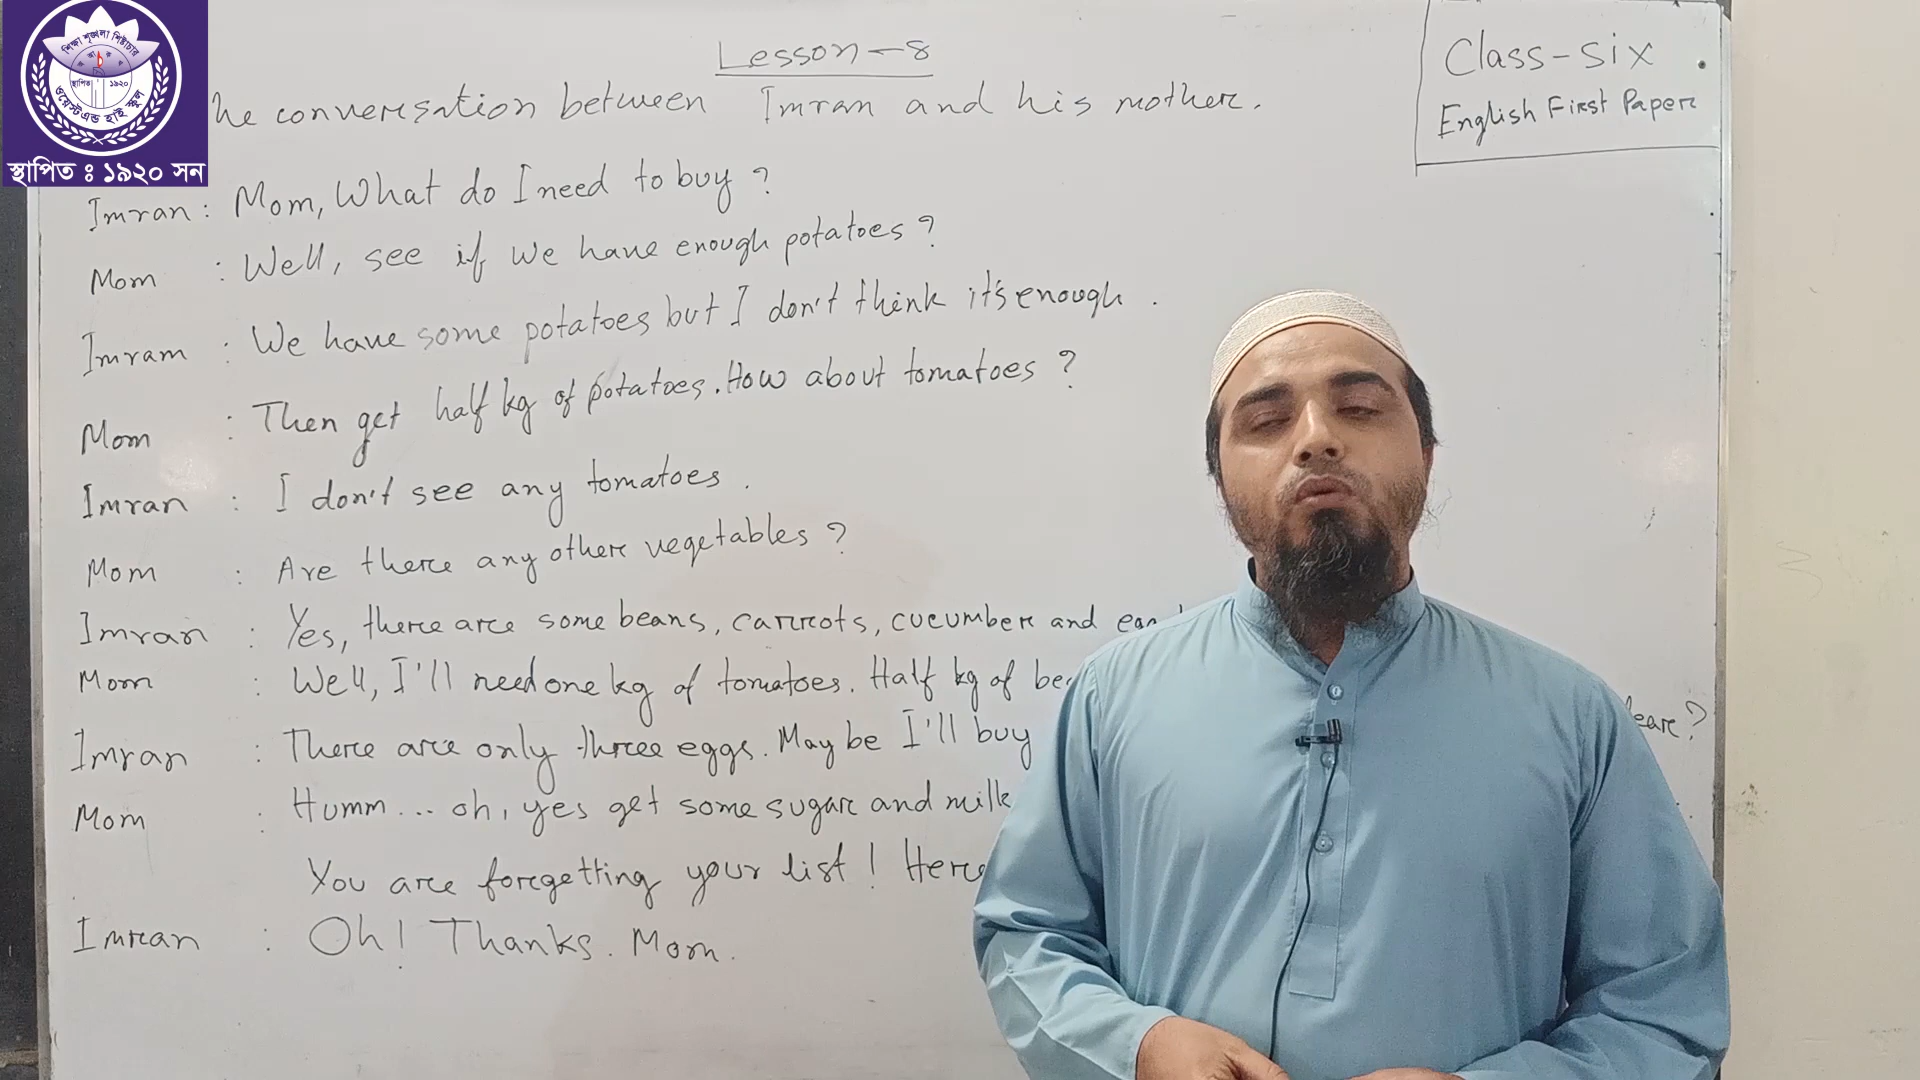 শিক্ষা শৃঙ্খলা শিষ্টাচার
স্থাপিত ১৯২০
ওয়েস্ট এন্ড হাই স্কুল
স্থাপিত ঃ ১৯২০ সন
Lesson-8
Class-six
English First Paper
he conversation between Imran and his mother.
Imran : Mom, What do I need to buy ?
Mom : Well, see if we have enough potatoes ?
Imram : We have some potatoes but I don't think it's enough .
Mom : Then get half kg of potatoes. How about tomatoes ?
Imran : I don't see any tomatoes .
Mom : Are there any other vegetables ?
Imran : Yes, there are some beans, carrots, cucumber and
Mom : Well, I'll need one kg of tomatoes. Half kg of
Imran : There are only three eggs. May be I'll buy
Mom : Humm... oh, yes get some sugar and milk
You are forgetting your list ! Here
Imran : Oh! Thanks. Mom.